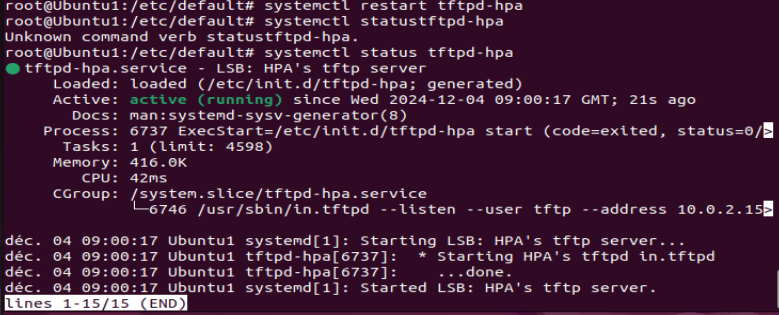 root@Ubuntu1:/etc/default# systemctl restart tftpd-hpa
root@Ubuntu1:/etc/default# systemctl statustftpd-hpa
Unknown command verb statustftpd-hpa.
root@Ubuntu1:/etc/default# systemctl status tftpd-hpa
● tftpd-hpa.service - LSB: HPA's tftp server
     Loaded: loaded (/etc/init.d/tftpd-hpa; generated)
     Active: active (running) since Wed 2024-12-04 09:00:17 GMT; 21s ago
       Docs: man:systemd-sysv-generator(8)
    Process: 6737 ExecStart=/etc/init.d/tftpd-hpa start (code=exited, status=0/>
      Tasks: 1 (limit: 4598)
     Memory: 416.0K
        CPU: 42ms
     CGroup: /system.slice/tftpd-hpa.service
             └─6746 /usr/sbin/in.tftpd --listen --user tftp --address 10.0.2.15>

déc. 04 09:00:17 Ubuntu1 systemd[1]: Starting LSB: HPA's tftp server...
déc. 04 09:00:17 Ubuntu1 tftpd-hpa[6737]:  * Starting HPA's tftpd in.tftpd
déc. 04 09:00:17 Ubuntu1 tftpd-hpa[6737]:    ...done.
déc. 04 09:00:17 Ubuntu1 systemd[1]: Started LSB: HPA's tftp server.
lines 1-15/15 (END)